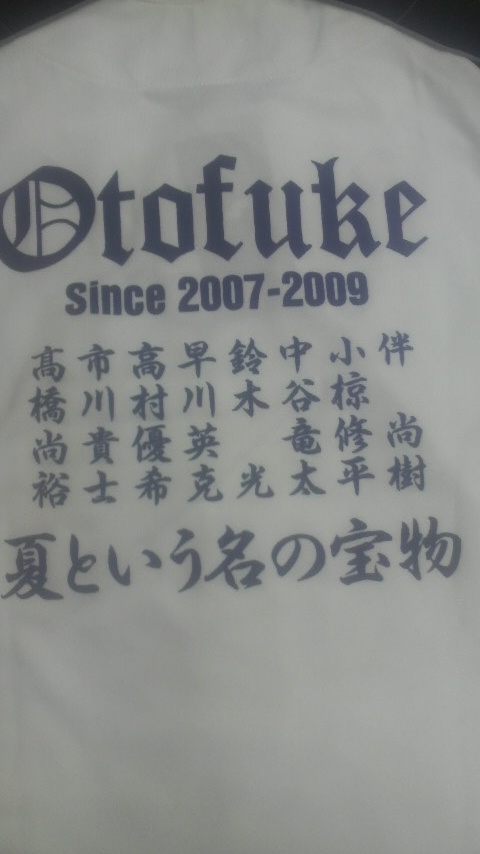 Otofuke
Since 2007-2009
伴 尚樹
小椋修平
中谷竜太
鈴木 光
早川英克
高村優希
市川貴士
髙橋尚裕
夏という名の宝物